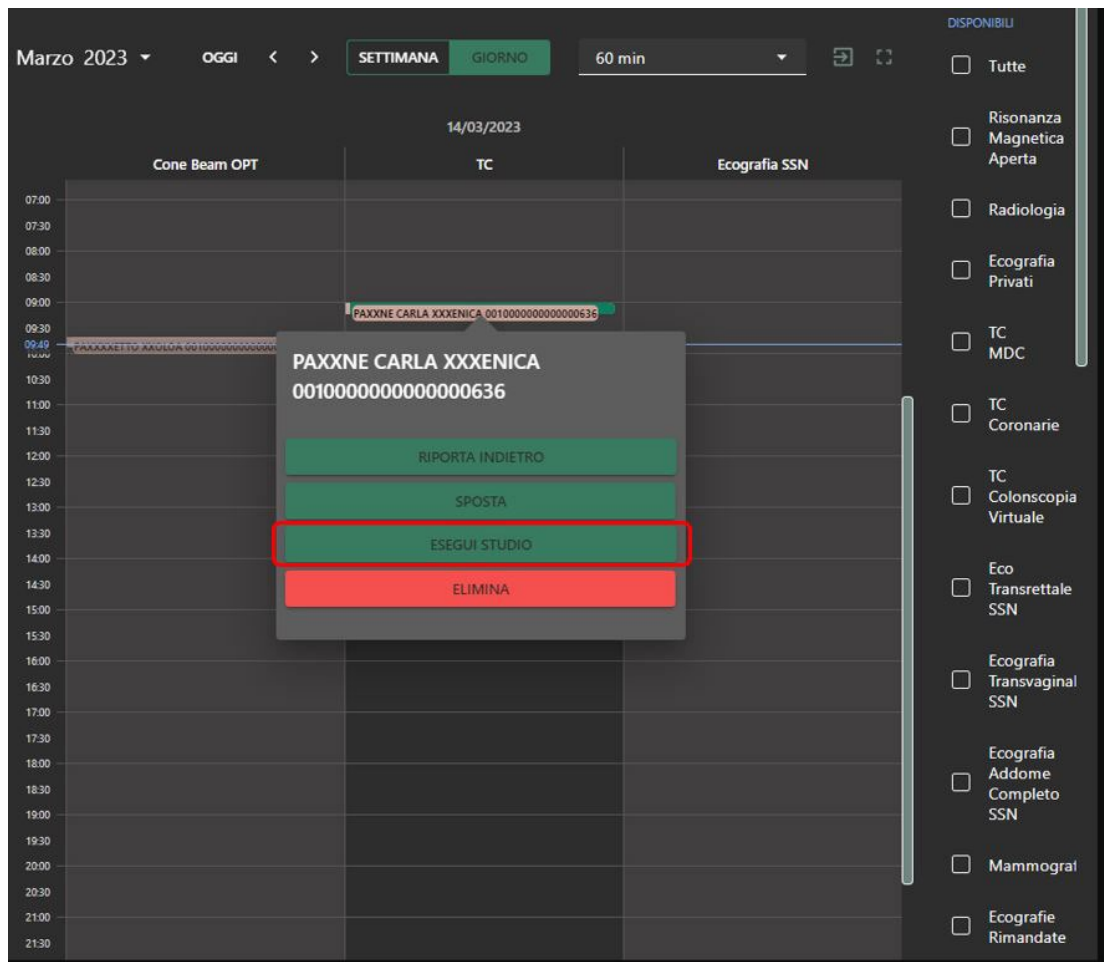 Marzo 2023 OGGI SETTIMANA GIORNO 60 min
14/03/2023
Cone Beam OPT TC Ecografia SSN
07:00
07:30
08:00
08:30
09:00
PAXXNE CARLA XXXENICA 00100000000000000636
09:30
09:49
10:00
10:30
11:00
11:30
12:00
12:30
13:00
13:30
14:00
14:30
15:00
15:30
16:00
16:30
17:00
17:30
18:00
18:30
19:00
19:30
20:00
20:30
21:00
21:30
PAXXNE CARLA XXXENICA
00100000000000000636
RIPORTA INDIETRO
SPOSTA
ESEGUI STUDIO
ELIMINA
DISPONIBILI
Tutte
Risonanza
Magnetica
Aperta
Radiologia
Ecografia
Privati
TC
MDC
TC
Coronarie
TC
Colonscopia
Virtuale
Eco
Transrettale
SSN
Ecografia
Transvaginal
SSN
Ecografia
Addome
Completo
SSN
Mammograf
Ecografie
Rimandate